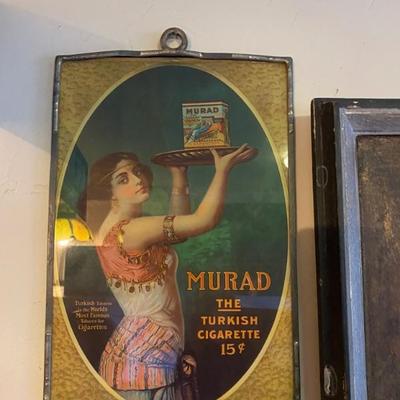 MURAD
MURAD
THE
TURKISH
CIGARETTE
15¢
Turkish Tobacco
is the World's
Most Famous
Tobacco for
Cigarettes